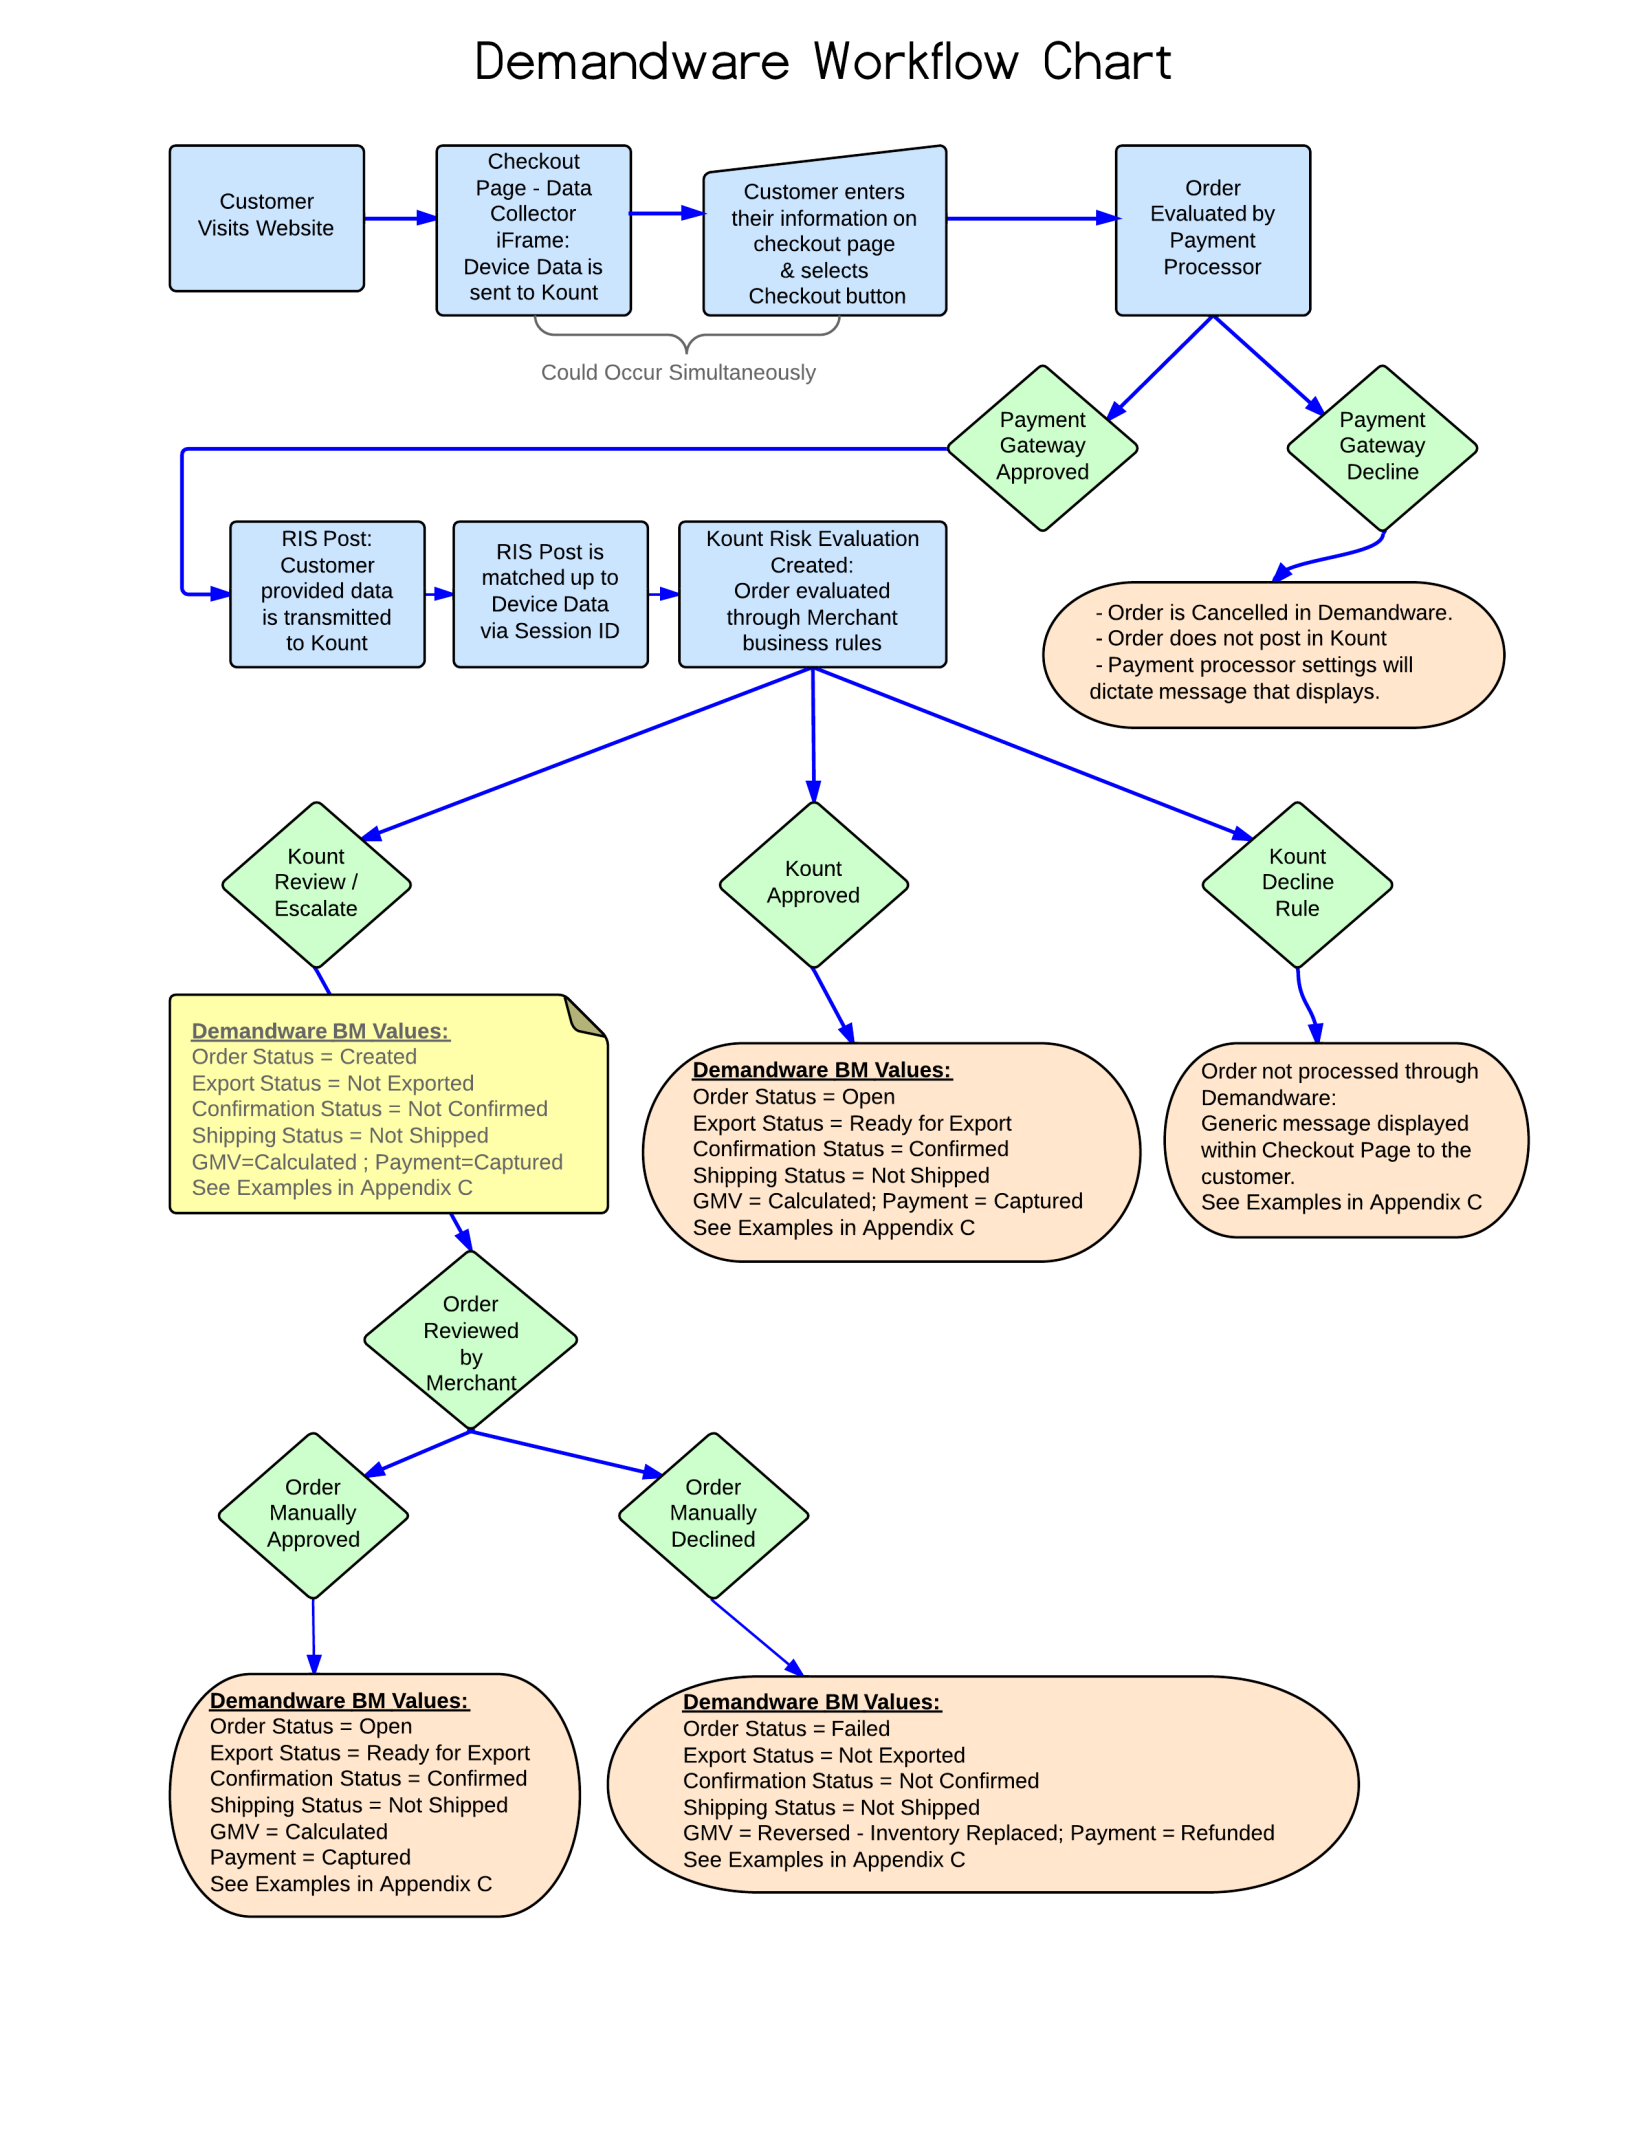 Demandware Workflow Chart
Customer
Visits Website
Checkout
Page - Data
Collector
iFrame:
Device Data is
sent to Kount
Customer enters
their information on
checkout page
& selects
Checkout button
Order
Evaluated by
Payment
Processor
Could Occur Simultaneously
Payment
Gateway
Approved
Payment
Gateway
Decline
RIS Post:
Customer
provided data
is transmitted
to Kount
RIS Post is
matched up to
Device Data
via Session ID
Kount Risk Evaluation
Created:
Order evaluated
through Merchant
business rules
- Order is Cancelled in Demandware.
- Order does not post in Kount
- Payment processor settings will
dictate message that displays.
Kount
Review /
Escalate
Kount
Approved
Kount
Decline
Rule
Demandware BM Values:
Order Status = Created
Export Status = Not Exported
Confirmation Status = Not Confirmed
Shipping Status = Not Shipped
GMV=Calculated ; Payment=Captured
See Examples in Appendix C
Demandware BM Values:
Order Status = Open
Export Status = Ready for Export
Confirmation Status = Confirmed
Shipping Status = Not Shipped
GMV = Calculated; Payment = Captured
See Examples in Appendix C
Order not processed through
Demandware:
Generic message displayed
within Checkout Page to the
customer.
See Examples in Appendix C
Order
Reviewed
by
Merchant
Order
Manually
Approved
Order
Manually
Declined
Demandware BM Values:
Order Status = Open
Export Status = Ready for Export
Confirmation Status = Confirmed
Shipping Status = Not Shipped
GMV = Calculated
Payment = Captured
See Examples in Appendix C
Demandware BM Values:
Order Status = Failed
Export Status = Not Exported
Confirmation Status = Not Confirmed
Shipping Status = Not Shipped
GMV = Reversed - Inventory Replaced; Payment = Refunded
See Examples in Appendix C